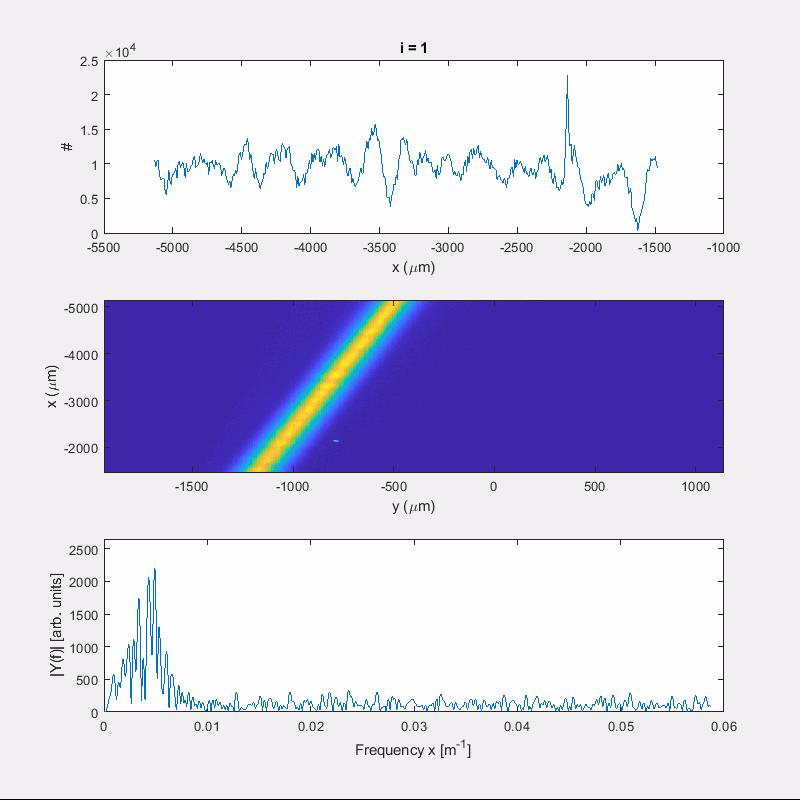 i = 1
×10⁴
2.5
2
1.5
1
0.5
0
#
-5500 -5000 -4500 -4000 -3500 -3000 -2500 -2000 -1500 -1000
x (μm)
-5000
-4000
-3000
-2000
x (μm)
-1500 -1000 -500 0 500 1000
y (μm)
2500
2000
1500
1000
500
0
|Y(f)| [arb. units]
0 0.01 0.02 0.03 0.04 0.05 0.06
Frequency x [m⁻¹]